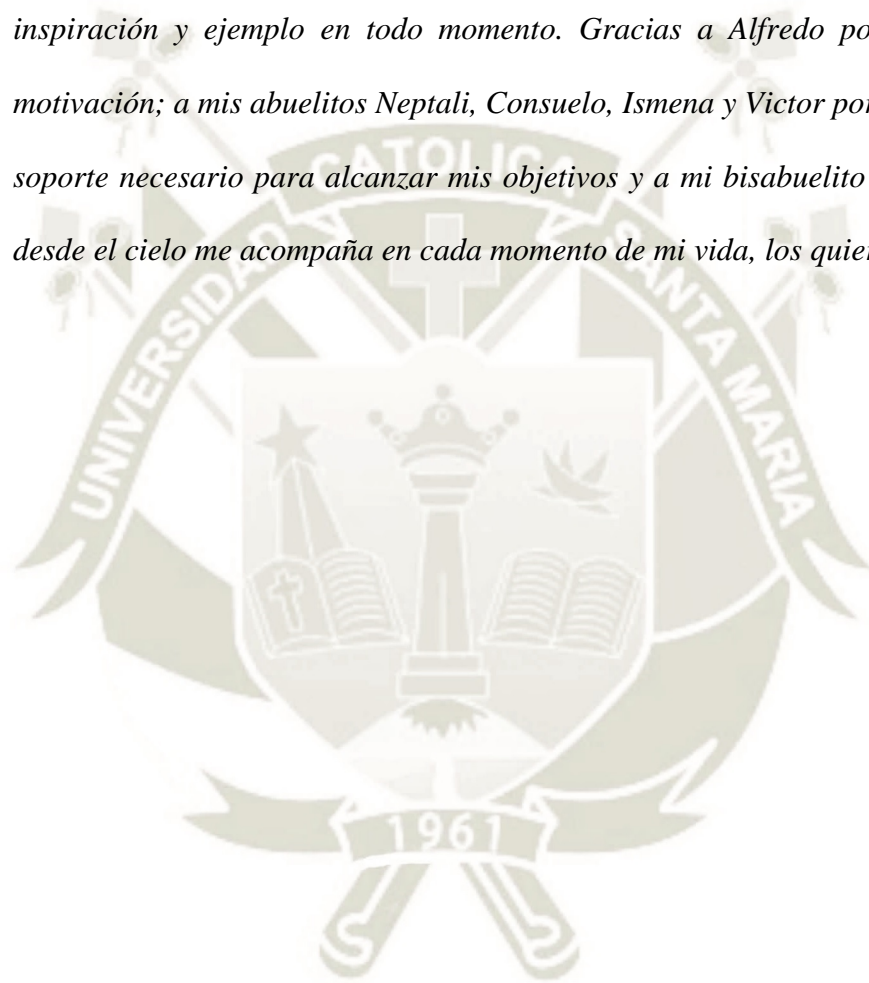 inspiración y ejemplo en todo momento. Gracias a Alfredo po
motivación; a mis abuelitos Neptali, Consuelo, Ismena y Victor por
soporte necesario para alcanzar mis objetivos y a mi bisabuelito
desde el cielo me acompaña en cada momento de mi vida, los quie
UNIVERSIDAD CATOLICA SANTA MARIA
1961